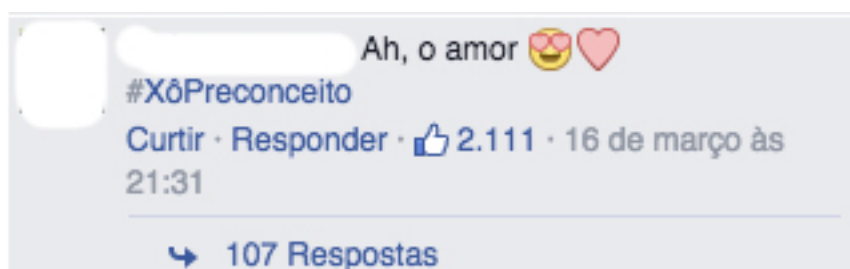 Ah, o amor 😍❤
#XôPreconceito
Curtir · Responder · 2.111 · 16 de março às
21:31
107 Respostas